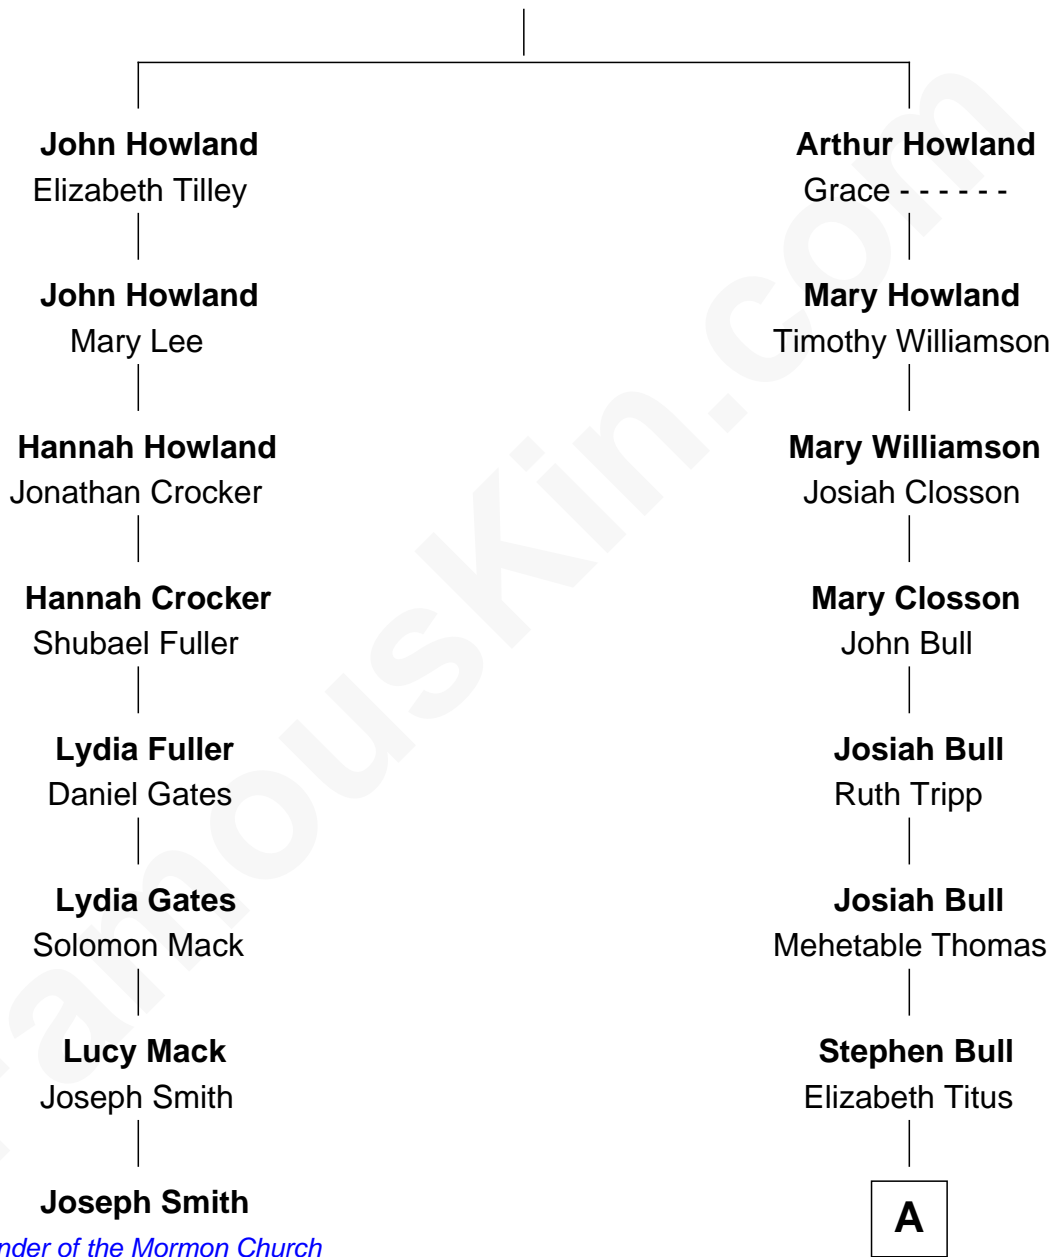 John Howland
Elizabeth Tilley
John Howland
Mary Lee
Hannah Howland
Jonathan Crocker
Hannah Crocker
Shubael Fuller
Lydia Fuller
Daniel Gates
Lydia Gates
Solomon Mack
Lucy Mack
Joseph Smith
Joseph Smith
nder of the Mormon Church
Arthur Howland
Grace - - - - - -
Mary Howland
Timothy Williamson
Mary Williamson
Josiah Closson
Mary Closson
John Bull
Josiah Bull
Ruth Tripp
Josiah Bull
Mehetable Thomas
Stephen Bull
Elizabeth Titus
A
FamousKin.com